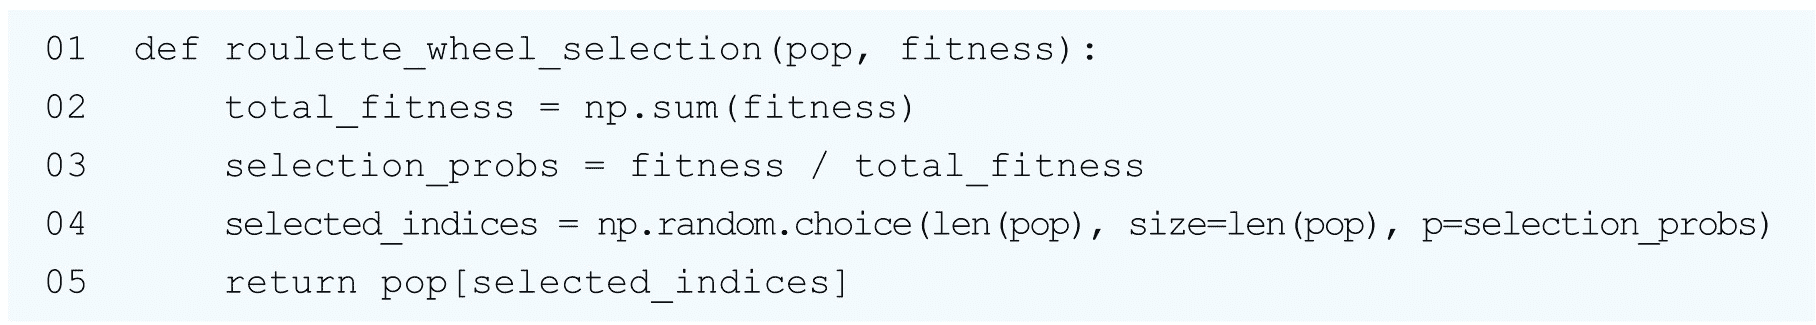 01  def roulette_wheel_selection(pop, fitness):
02      total_fitness = np.sum(fitness)
03      selection_probs = fitness / total_fitness
04      selected_indices = np.random.choice(len(pop), size=len(pop), p=selection_probs)
05      return pop[selected_indices]